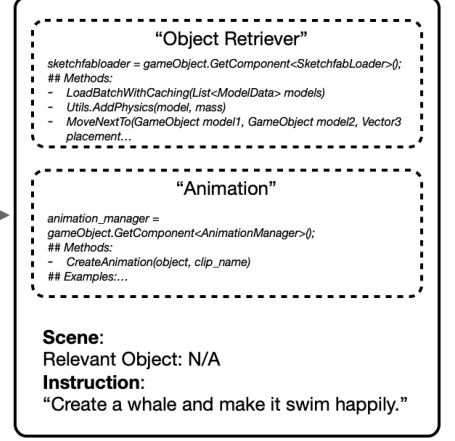 “Object Retriever”
sketchfabloader = gameObject.GetComponent<SketchfabLoader>();
## Methods:
- LoadBatchWithCaching(List<ModelData> models)
- Utils.AddPhysics(model, mass)
- MoveNextTo(GameObject model1, GameObject model2, Vector3
placement…
“Animation”
animation_manager =
gameObject.GetComponent<AnimationManager>();
## Methods:
- CreateAnimation(object, clip_name)
## Examples:…
Scene:
Relevant Object: N/A
Instruction:
“Create a whale and make it swim happily.”